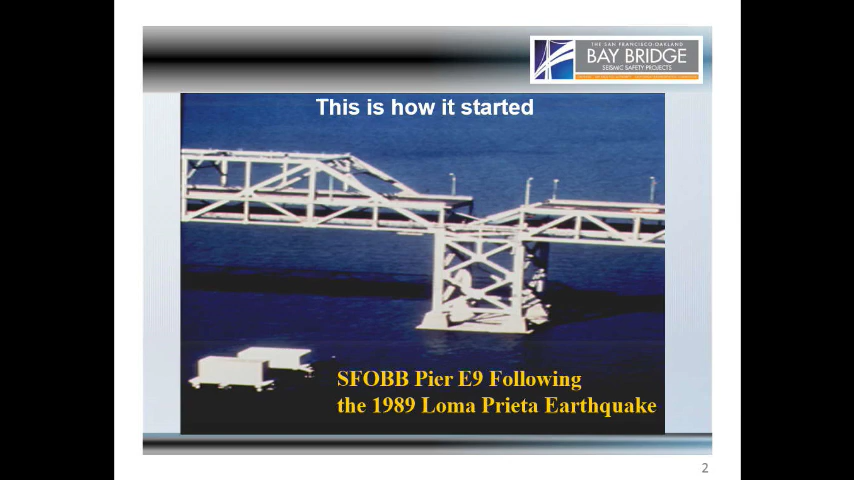 THE SAN FRANCISCO-OAKLAND
BAY BRIDGE
SEISMIC SAFETY PROJECTS
This is how it started
SFOBB Pier E9 Following
the 1989 Loma Prieta Earthquake
2